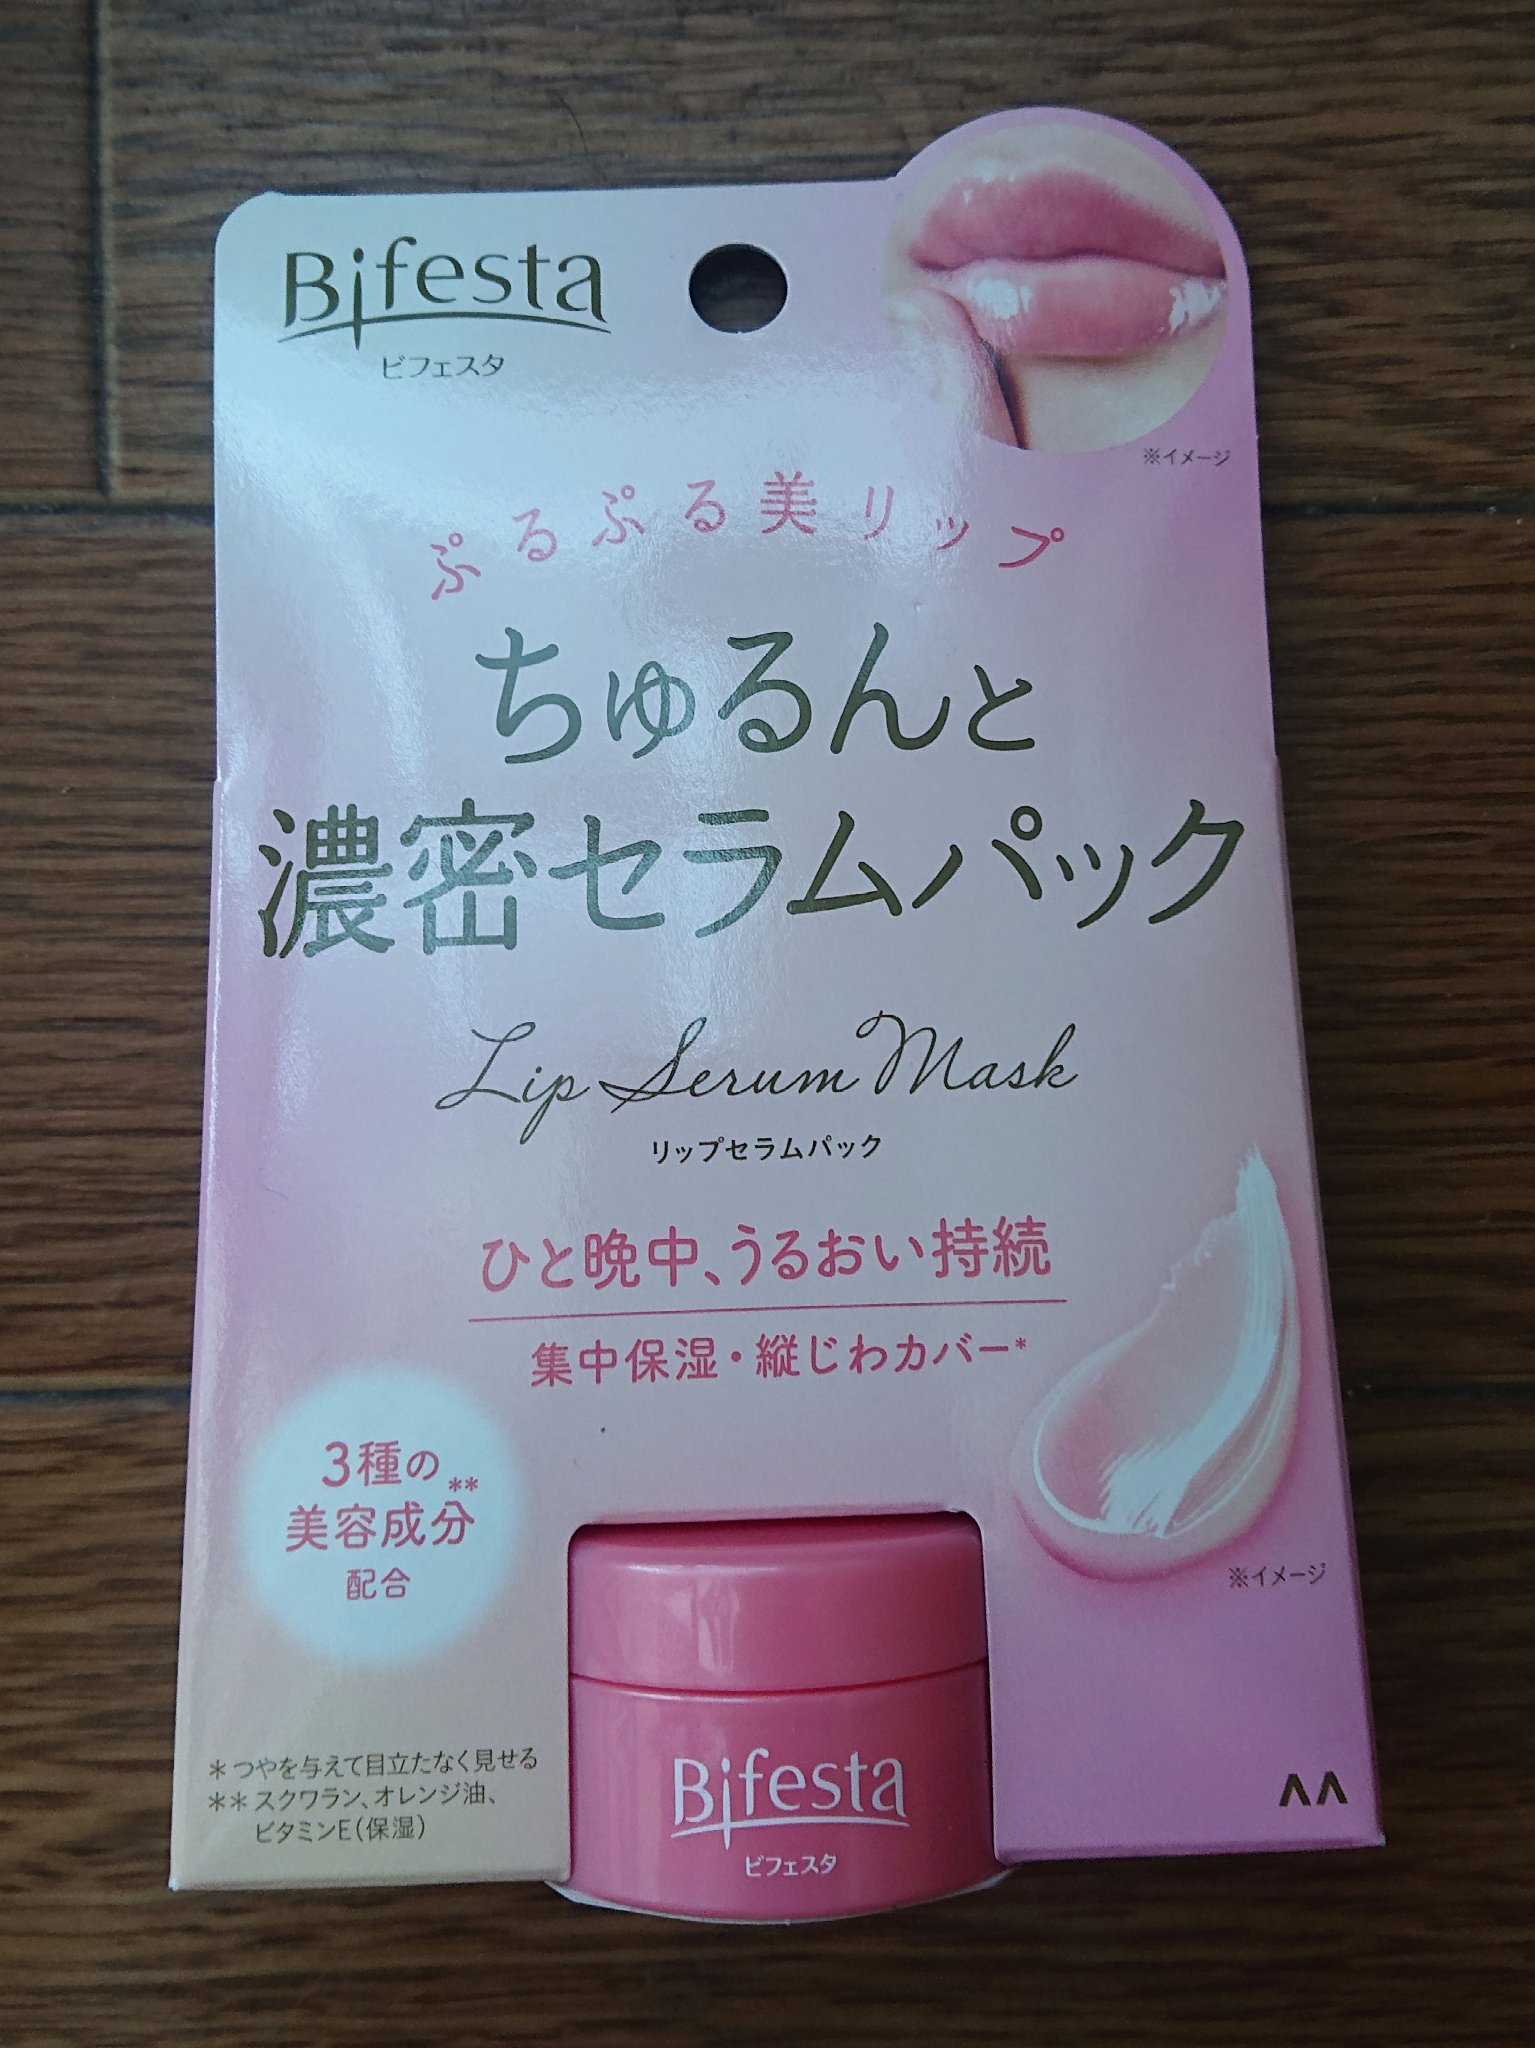 Bifesta
ビフェスタ
※イメージ
ぷるぷる美リップ
ちゅるんと
濃密セラムパック
Lip Serum Mask
リップセラムパック
ひと晩中、うるおい持続
集中保湿・縦じわカバー*
3種の
美容成分**
配合
※イメージ
＊つやを与えて目立たなく見せる
＊＊スクワラン、オレンジ油、
ビタミンE(保湿)
Bifesta
ビフェスタ